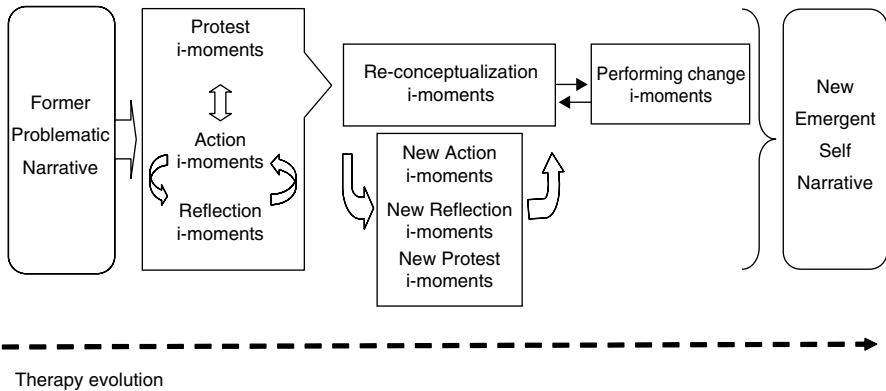 Former
Problematic
Narrative
Protest
i-moments
Action
i-moments
Reflection
i-moments
Re-conceptualization
i-moments
Performing change
i-moments
New Action
i-moments
New Reflection
i-moments
New Protest
i-moments
New
Emergent
Self
Narrative
Therapy evolution